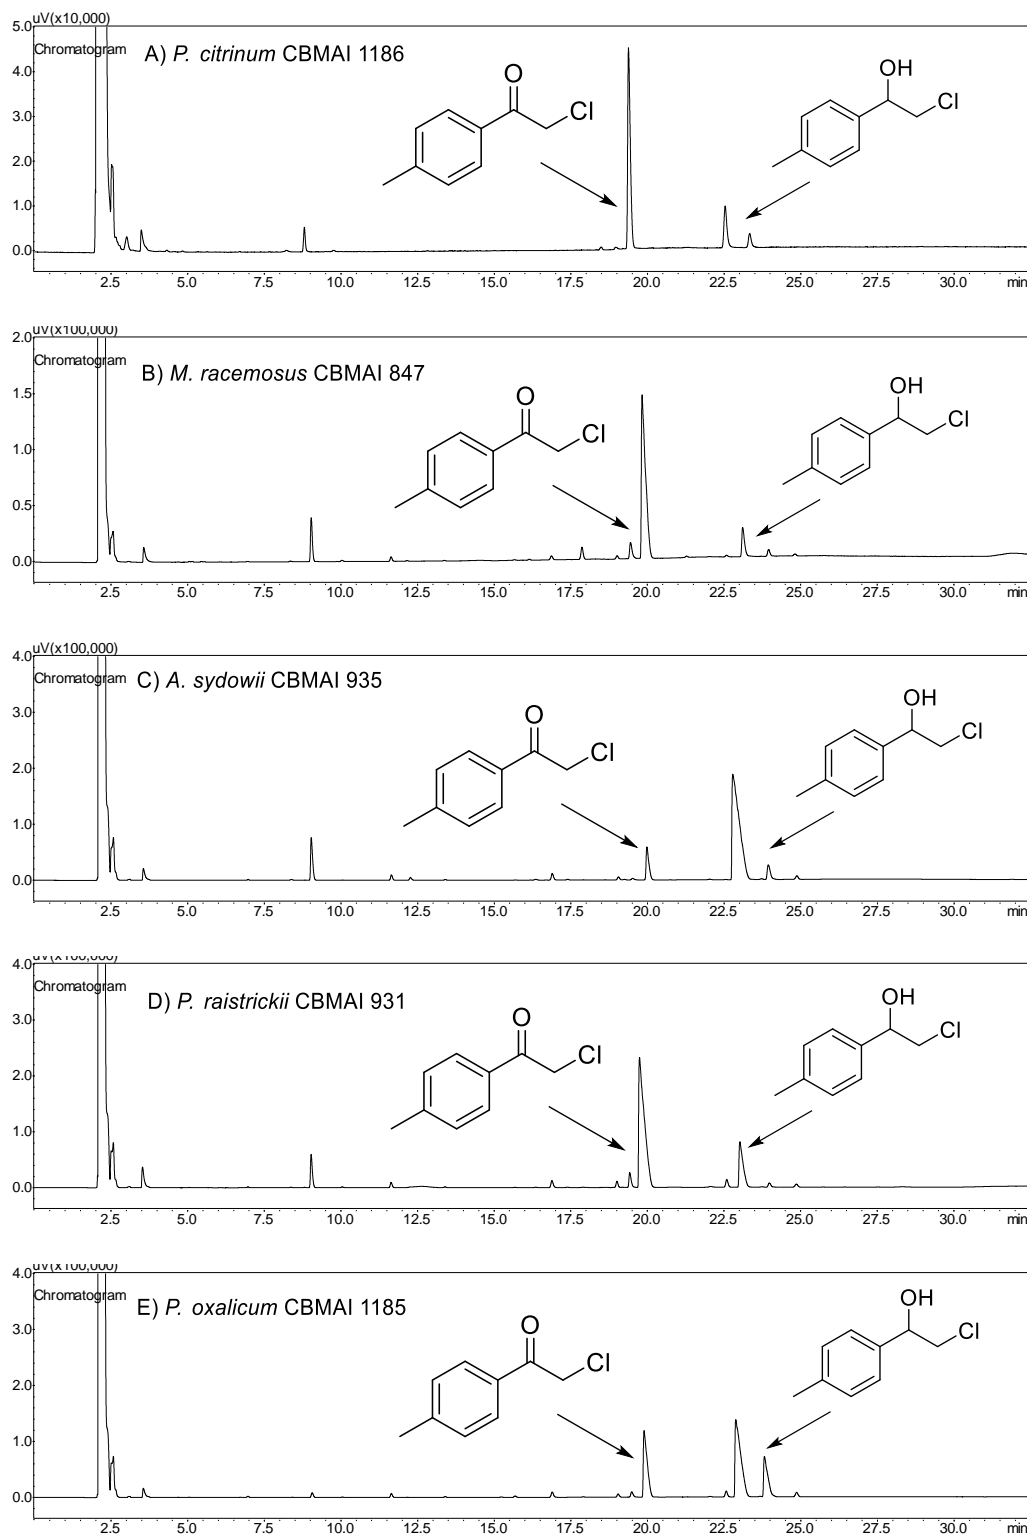 uV(x10,000)
5.0
Chromatogram
A) P. citrinum CBMAI 1186
4.0
3.0
2.0
1.0
0.0
O
Cl
OH
Cl
2.5 5.0 7.5 10.0 12.5 15.0 17.5 20.0 22.5 25.0 27.5 30.0 min
uV(x100,000)
2.0
Chromatogram
B) M. racemosus CBMAI 847
1.5
1.0
0.5
0.0
O
Cl
OH
Cl
2.5 5.0 7.5 10.0 12.5 15.0 17.5 20.0 22.5 25.0 27.5 30.0 min
uV(x100,000)
4.0
Chromatogram
C) A. sydowii CBMAI 935
3.0
2.0
1.0
0.0
O
Cl
OH
Cl
2.5 5.0 7.5 10.0 12.5 15.0 17.5 20.0 22.5 25.0 27.5 30.0 min
uV(x100,000)
4.0
Chromatogram
D) P. raistrickii CBMAI 931
3.0
2.0
1.0
0.0
O
Cl
OH
Cl
2.5 5.0 7.5 10.0 12.5 15.0 17.5 20.0 22.5 25.0 27.5 30.0 min
uV(x100,000)
4.0
Chromatogram
E) P. oxalicum CBMAI 1185
3.0
2.0
1.0
0.0
O
Cl
OH
Cl
2.5 5.0 7.5 10.0 12.5 15.0 17.5 20.0 22.5 25.0 27.5 30.0 min